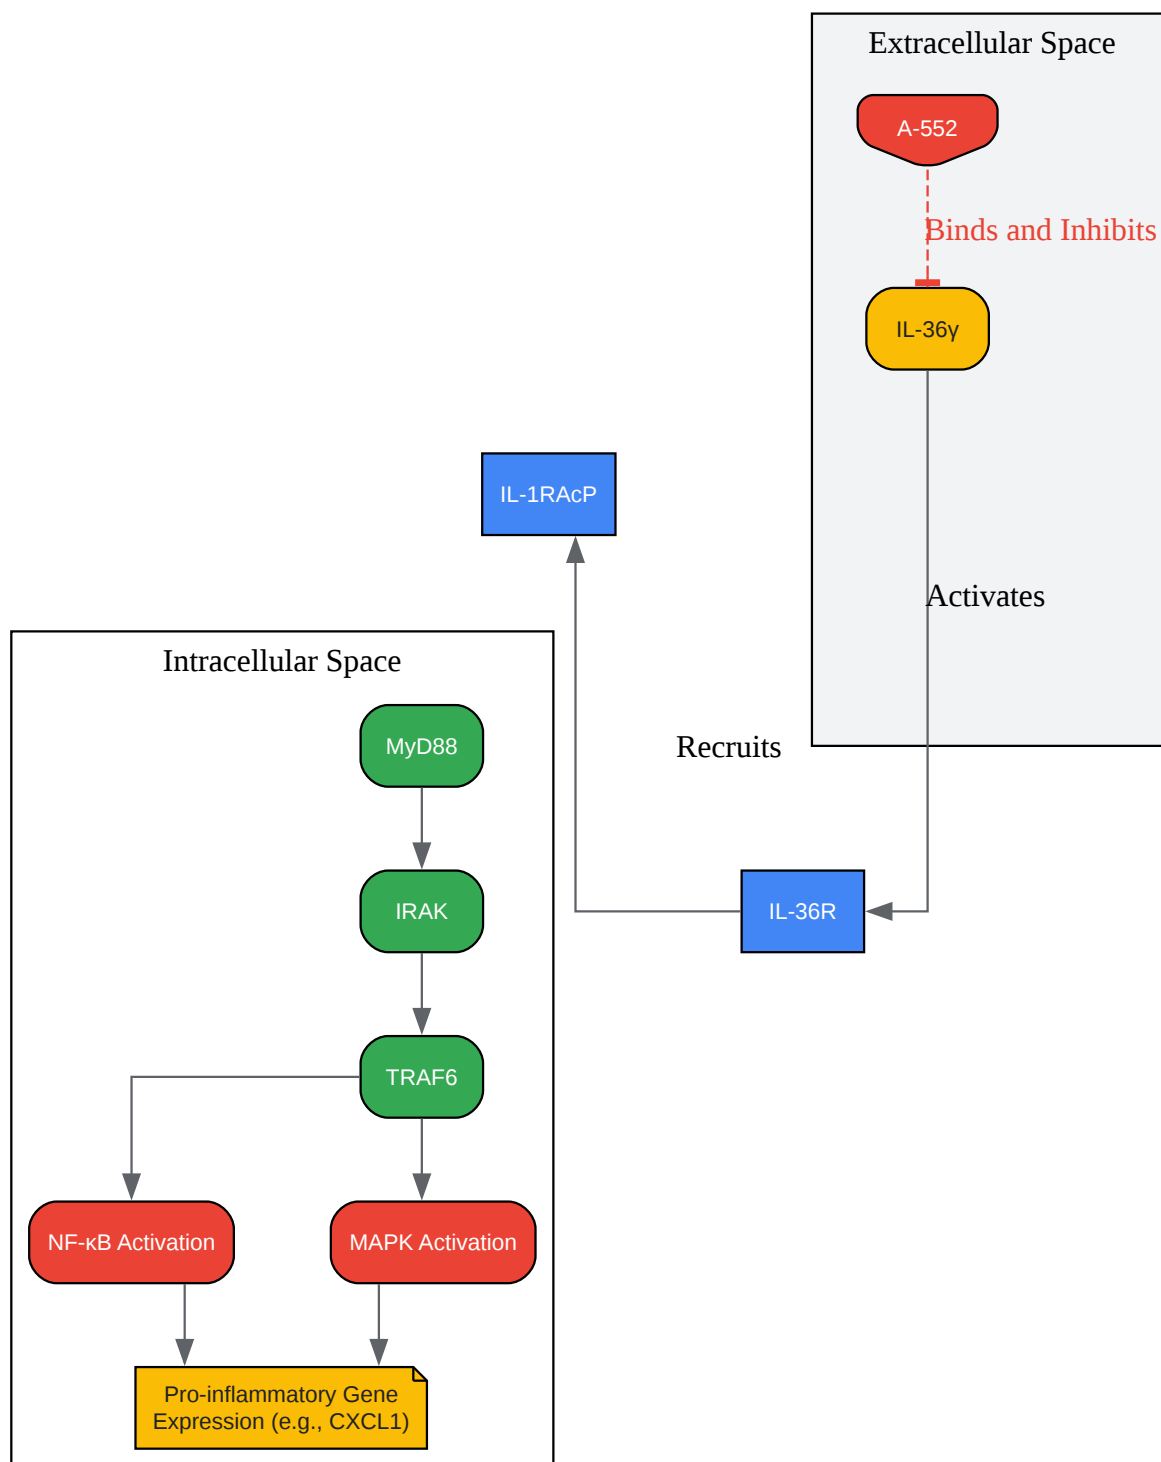 Extracellular Space
A-552
Binds and Inhibits
IL-36γ
IL-1RAcP
Activates
Intracellular Space
MyD88
Recruits
IRAK
IL-36R
TRAF6
NF-κB Activation
MAPK Activation
Pro-inflammatory Gene
Expression (e.g., CXCL1)